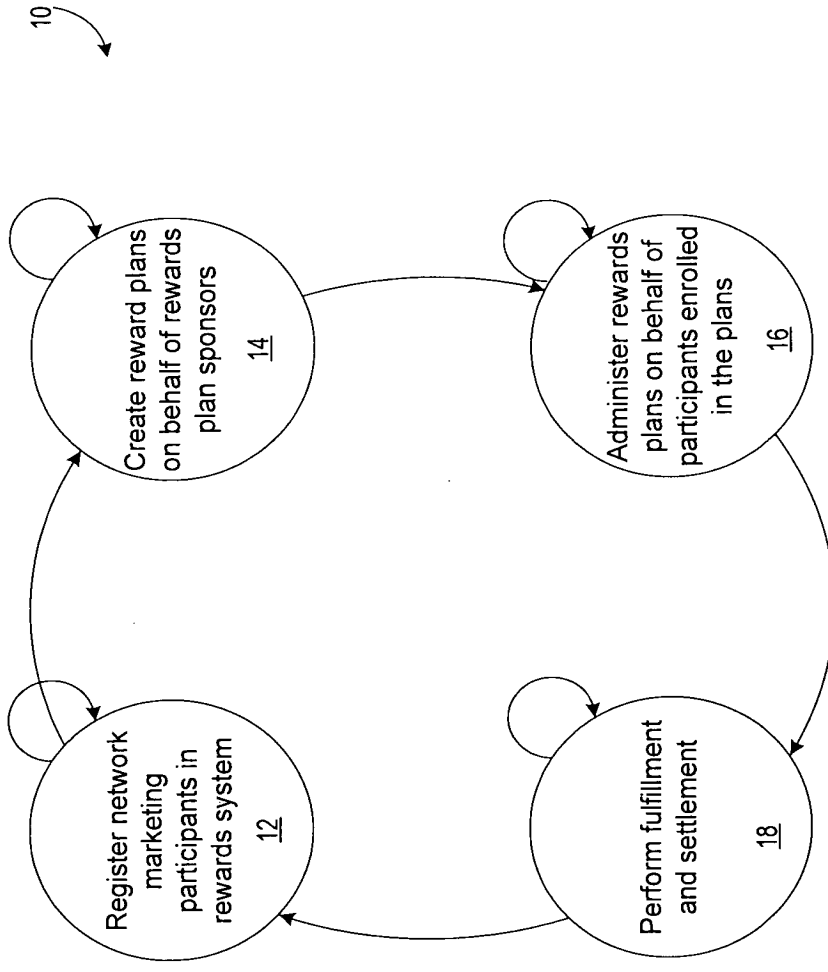 10
Register network
marketing
participants in
rewards system
12
Create reward plans
on behalf of rewards
plan sponsors
14
Administer rewards
plans on behalf of
participants enrolled
in the plans
16
Perform fulfillment
and settlement
18